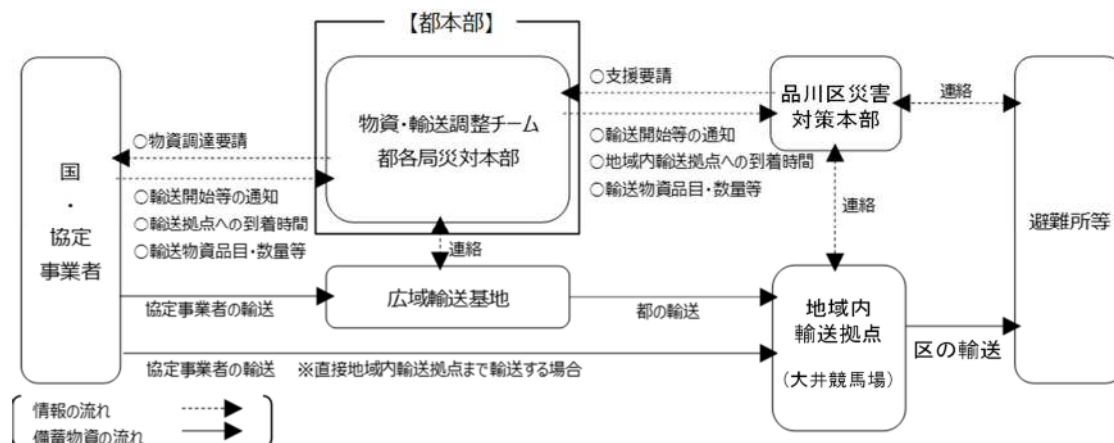 【都本部】
国
・
協定
事業者
○物資調達要請
○輸送開始等の通知
○輸送拠点への到着時間
○輸送物資品目・数量等
物資・輸送調整チーム
都各局災対本部
○支援要請
○輸送開始等の通知
○地域内輸送拠点への到着時間
○輸送物資品目・数量等
品川区災害
対策本部
連絡
避難所等
連絡
連絡
広域輸送基地
協定事業者の輸送
都の輸送
地域内
輸送拠点
(大井競馬場)
区の輸送
協定事業者の輸送 ※直接地域内輸送拠点まで輸送する場合
情報の流れ
備蓄物資の流れ